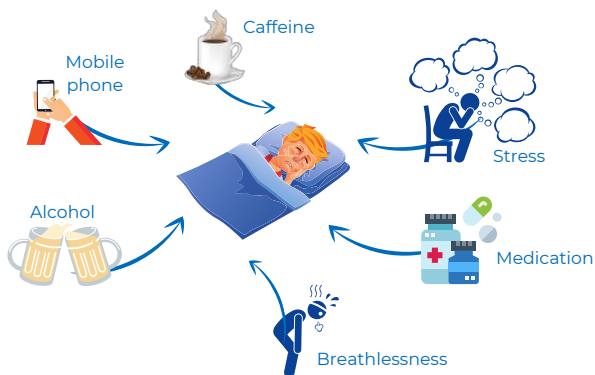 Caffeine
Mobile
phone
Stress
Alcohol
Medication
Breathlessness